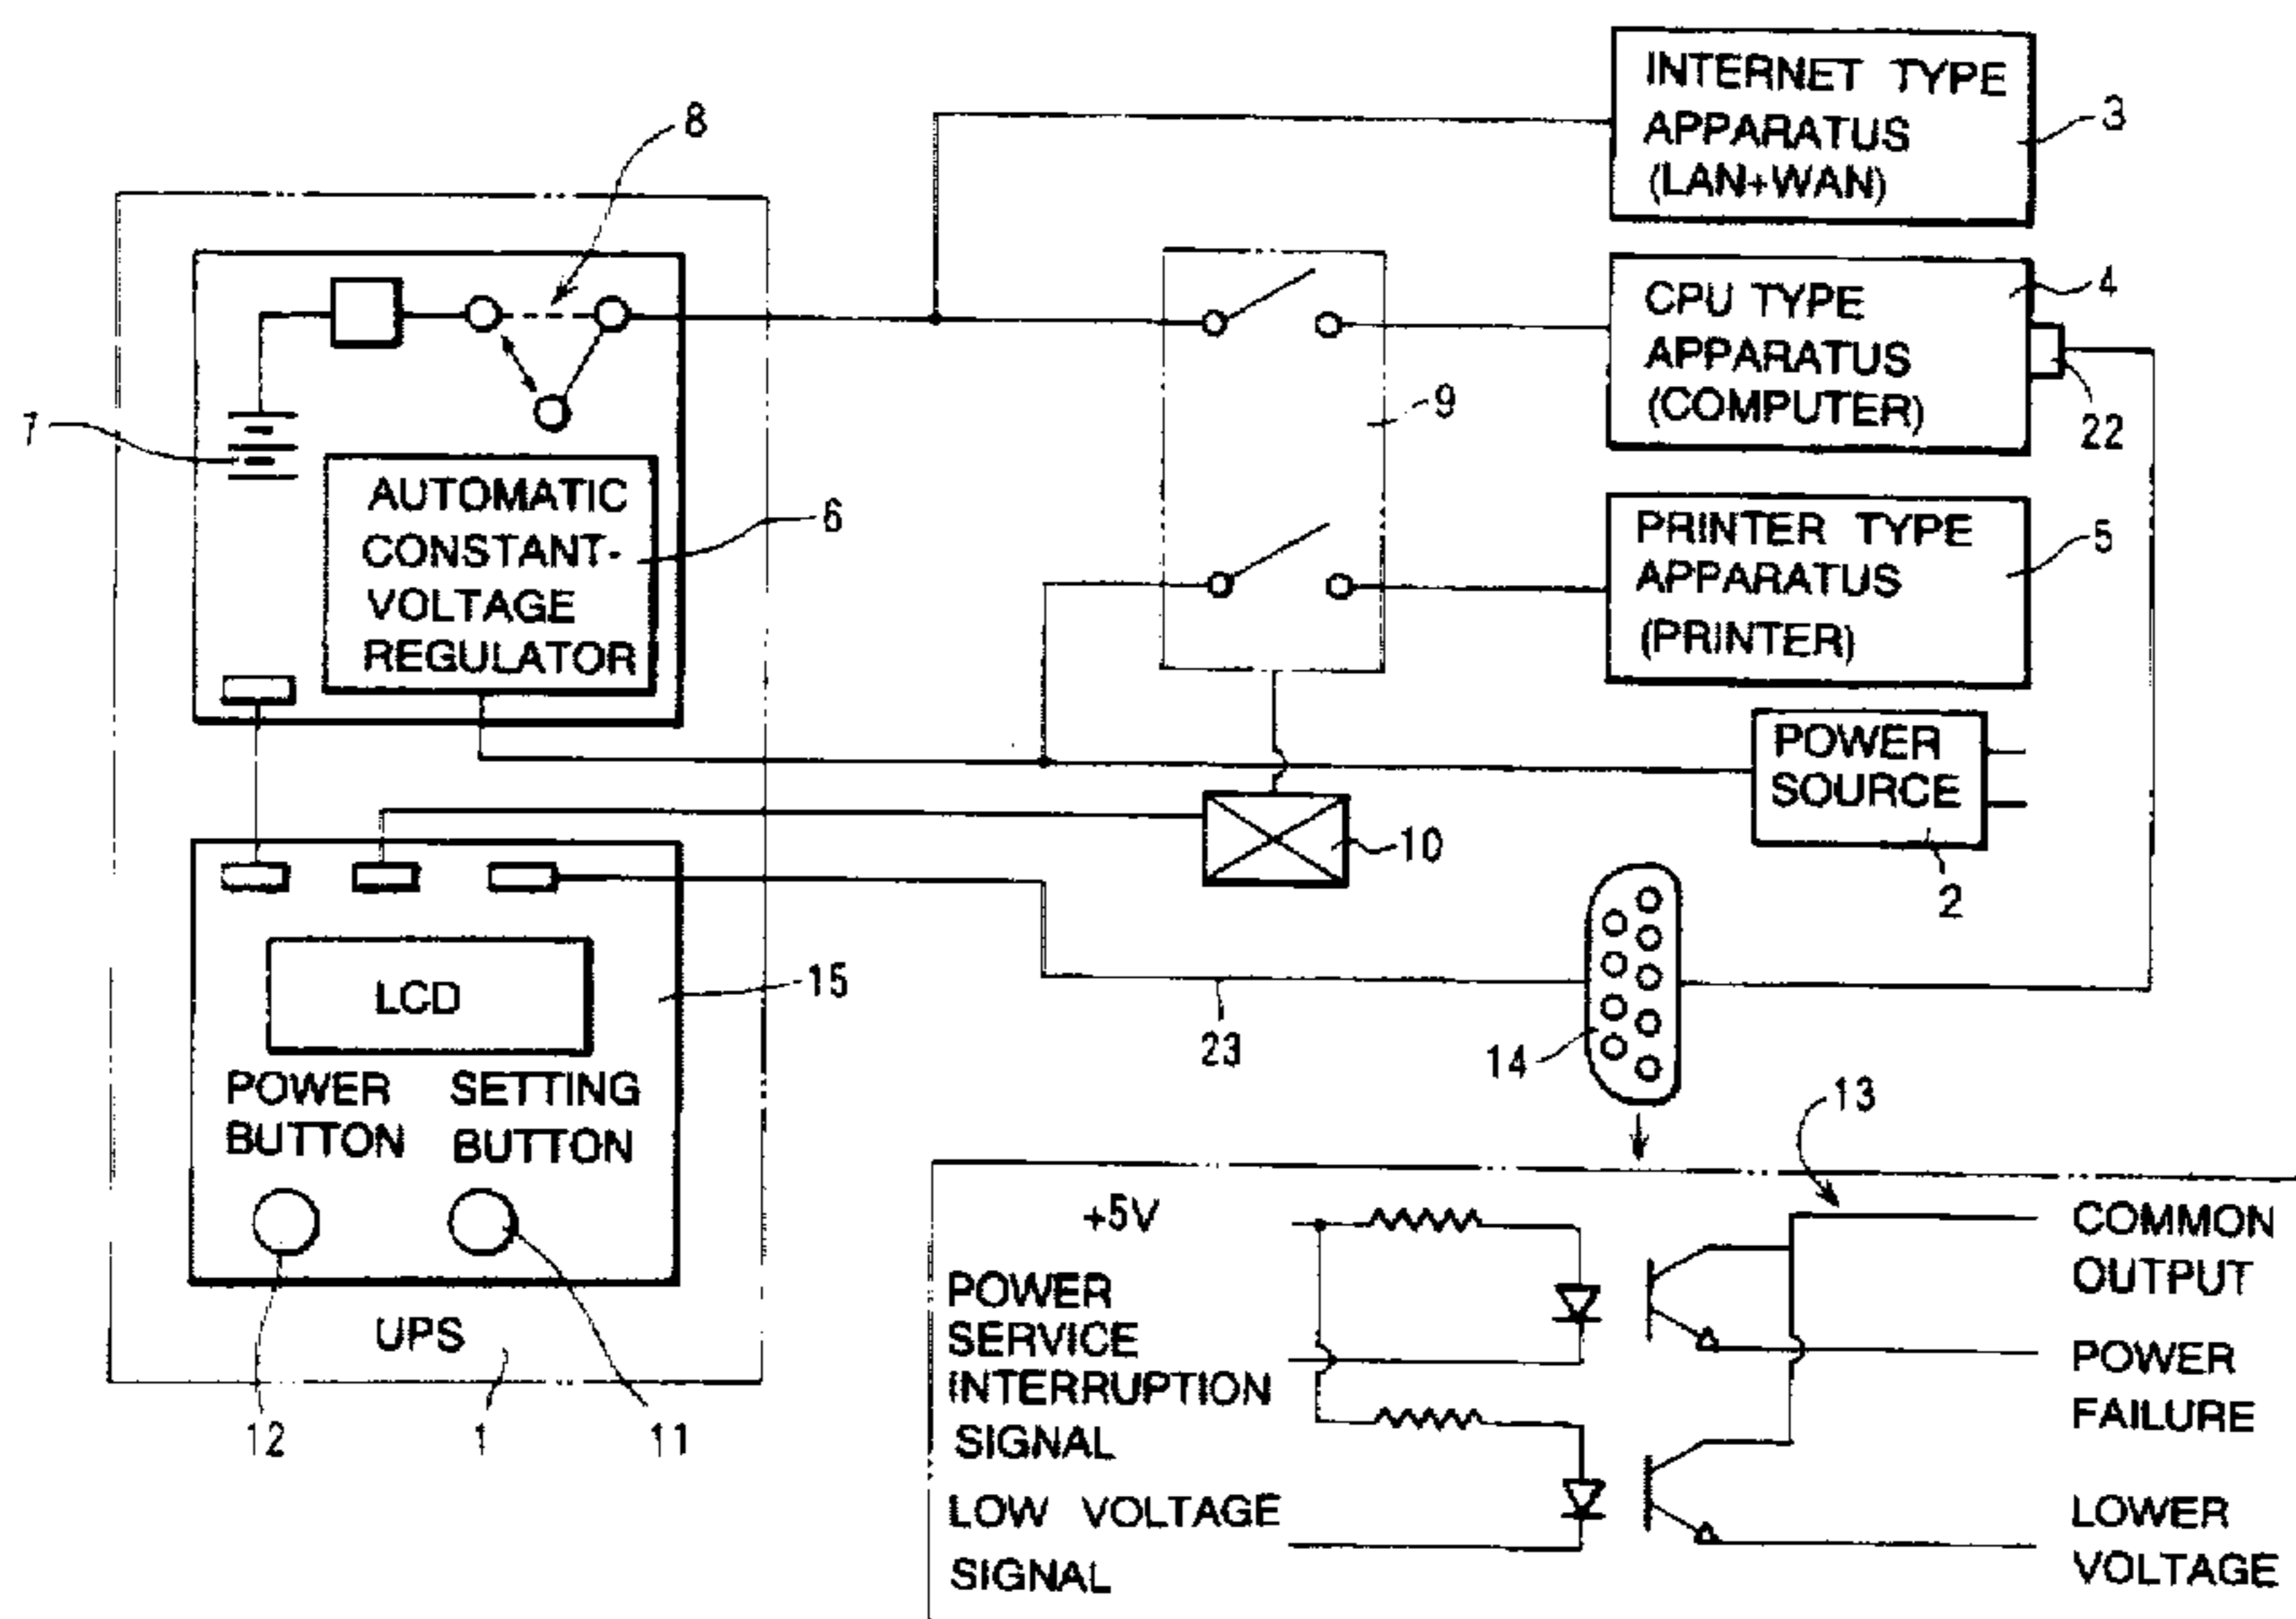 INTERNET TYPE
APPARATUS
(LAN+WAN)
3
8
CPU TYPE
APPARATUS
(COMPUTER)
4
22
9
7
AUTOMATIC
CONSTANT-
VOLTAGE
REGULATOR
6
PRINTER TYPE
APPARATUS
(PRINTER)
5
POWER
SOURCE
2
10
LCD
15
23
14
POWER
BUTTON
SETTING
BUTTON
UPS
12
1
11
13
+5V
POWER
SERVICE
INTERRUPTION
SIGNAL
LOW VOLTAGE
SIGNAL
COMMON
OUTPUT
POWER
FAILURE
LOWER
VOLTAGE